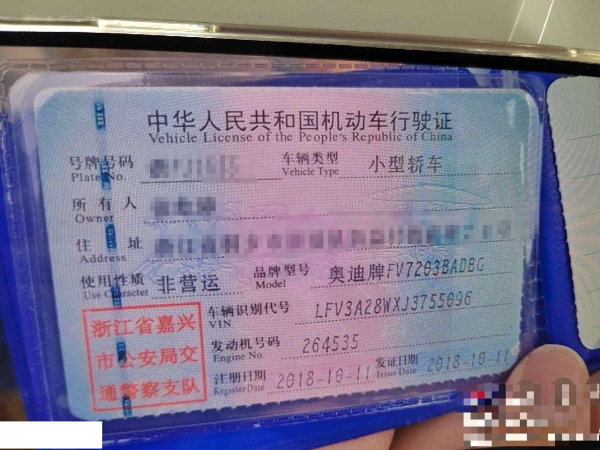 中华人民共和国机动车行驶证
Vehicle License of the People's Republic of China
号牌号码
Plate No.
车辆类型
Vehicle Type
小型轿车
所有人
Owner
住址
Address
使用性质
Use Character
非营运
品牌型号
Model
奥迪牌FV7203BADBG
车辆识别代号
VIN
LFV3A28WXJ3755096
发动机号码
Engine No.
264535
注册日期
Register Date
2018-10-11
发证日期
Issue Date
2018-10-11
浙江省嘉兴
市公安局交
通警察支队